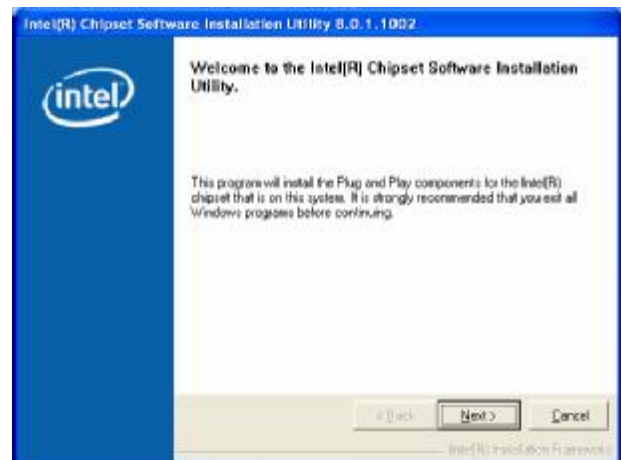 Intel(R) Chipset Software Installation Utility 8.0.1.1002
intel
Welcome to the Intel(R) Chipset Software Installation
Utility.
This program will install the Plug and Play components for the Intel(R)
chipset that is on this system. It is strongly recommended that you exit all
Windows programs before continuing.
< Back
Next >
Cancel
Intel(R) Installation Framework